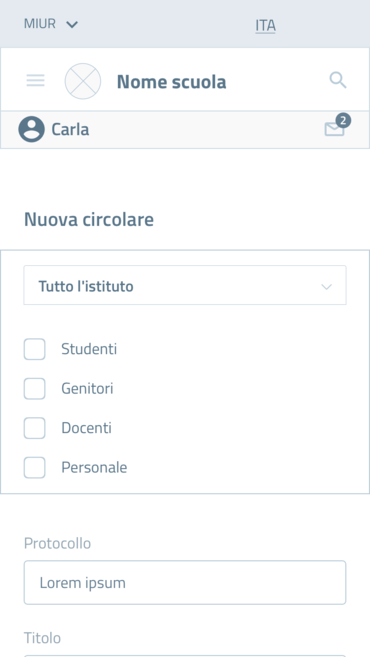 MIUR
ITA
Nome scuola
Carla
2
Nuova circolare
Tutto l'istituto
Studenti
Genitori
Docenti
Personale
Protocollo
Lorem ipsum
Titolo